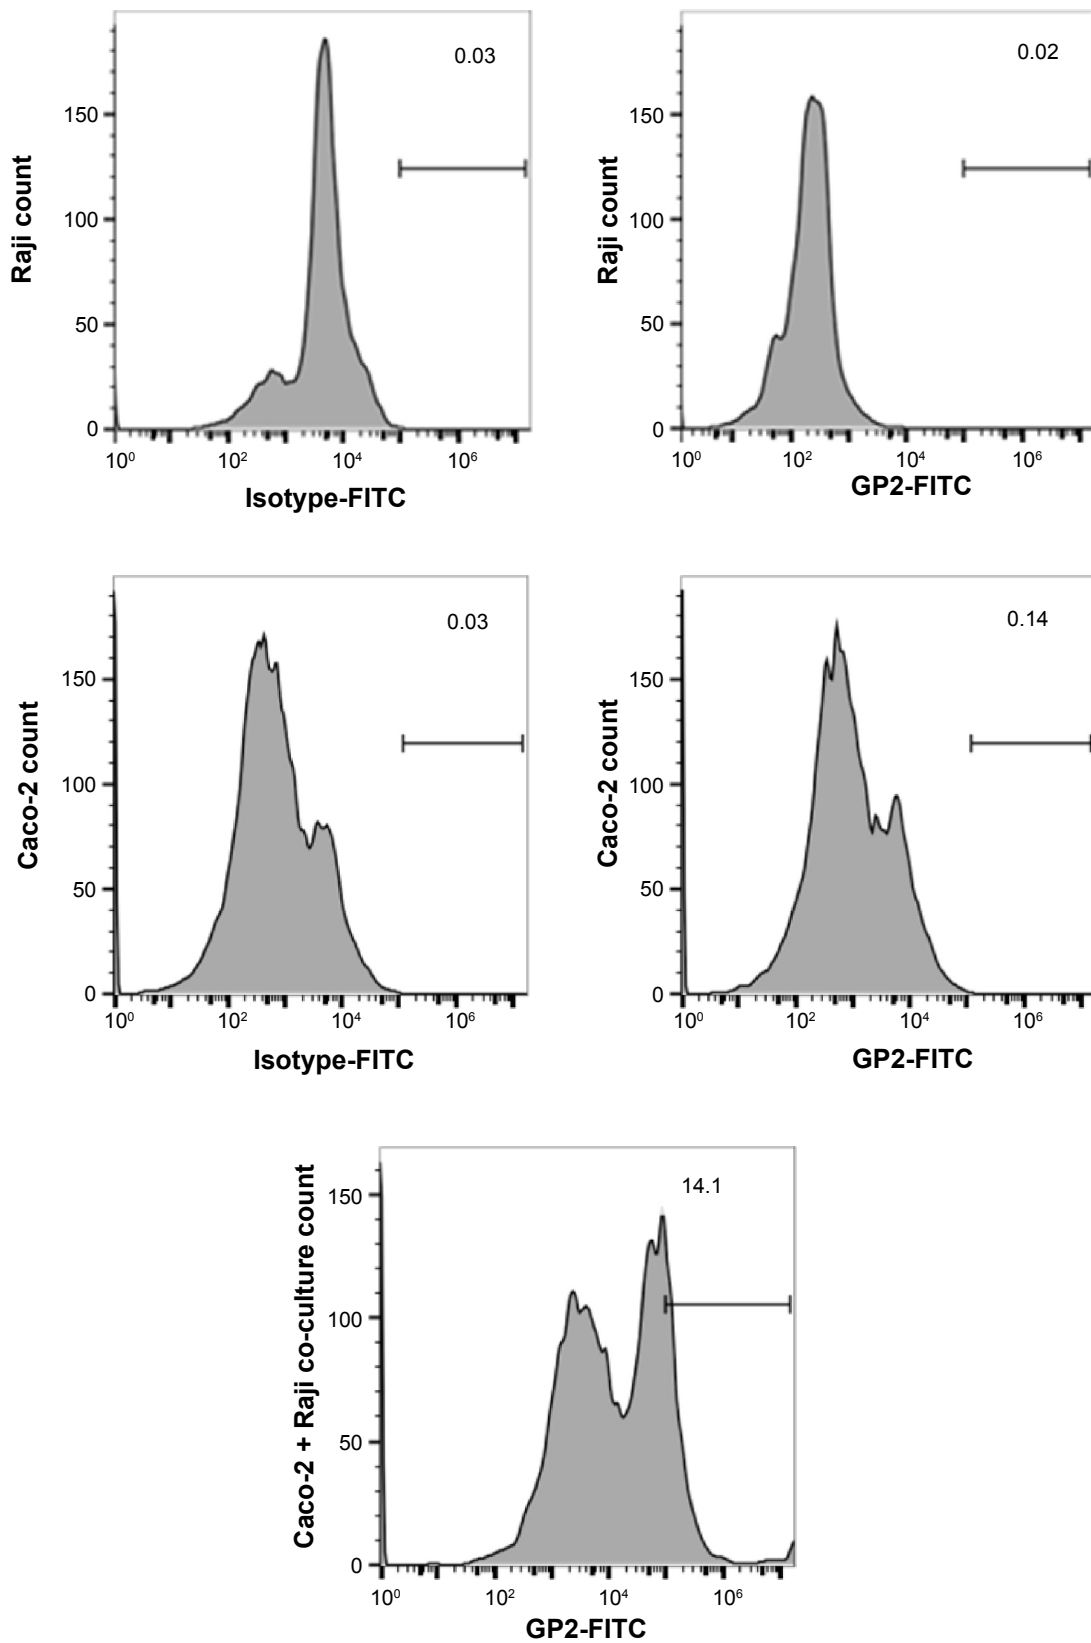 0.03
Raji count
150
100
50
0
10⁰ 10² 10⁴ 10⁶
Isotype-FITC
0.02
Raji count
150
100
50
0
10⁰ 10² 10⁴ 10⁶
GP2-FITC
0.03
Caco-2 count
150
100
50
0
10⁰ 10² 10⁴ 10⁶
Isotype-FITC
0.14
Caco-2 count
150
100
50
0
10⁰ 10² 10⁴ 10⁶
GP2-FITC
14.1
Caco-2 + Raji co-culture count
150
100
50
0
10⁰ 10² 10⁴ 10⁶
GP2-FITC